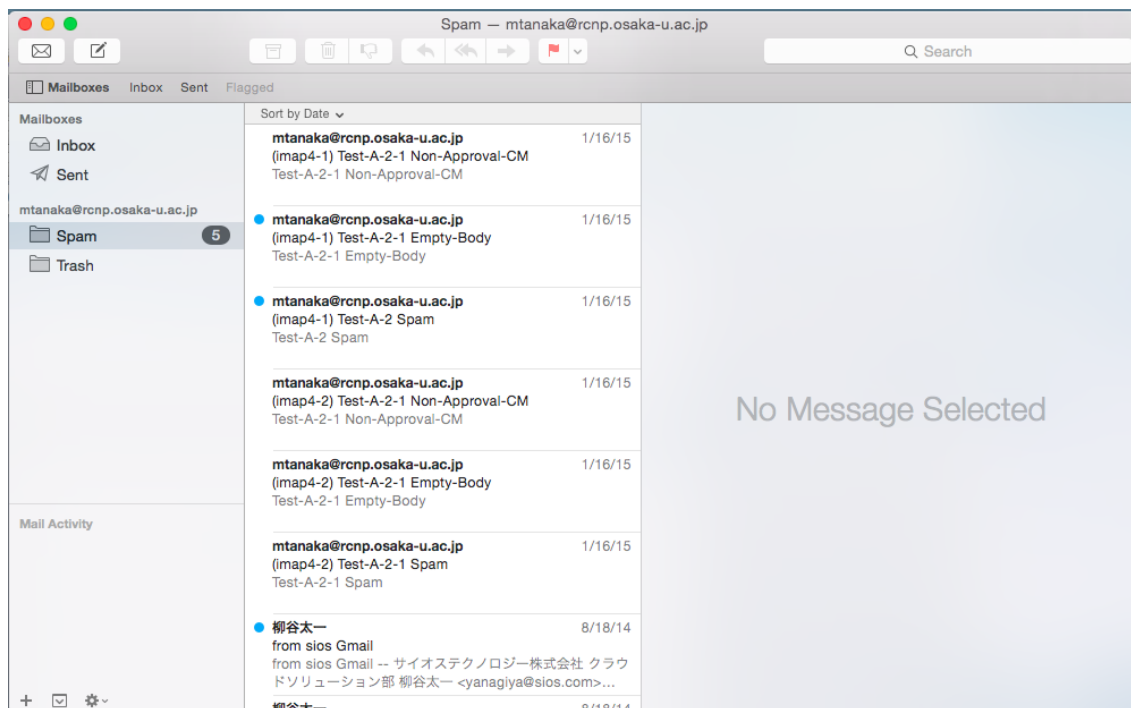 Spam — mtanaka@rcnp.osaka-u.ac.jp
Search
Mailboxes Inbox Sent Flagged
Mailboxes
Inbox
Sent
mtanaka@rcnp.osaka-u.ac.jp
Spam 5
Trash
Mail Activity
Sort by Date
mtanaka@rcnp.osaka-u.ac.jp 1/16/15
(imap4-1) Test-A-2-1 Non-Approval-CM
Test-A-2-1 Non-Approval-CM
mtanaka@rcnp.osaka-u.ac.jp 1/16/15
(imap4-1) Test-A-2-1 Empty-Body
Test-A-2-1 Empty-Body
mtanaka@rcnp.osaka-u.ac.jp 1/16/15
(imap4-1) Test-A-2 Spam
Test-A-2 Spam
mtanaka@rcnp.osaka-u.ac.jp 1/16/15
(imap4-2) Test-A-2-1 Non-Approval-CM
Test-A-2-1 Non-Approval-CM
mtanaka@rcnp.osaka-u.ac.jp 1/16/15
(imap4-2) Test-A-2-1 Empty-Body
Test-A-2-1 Empty-Body
mtanaka@rcnp.osaka-u.ac.jp 1/16/15
(imap4-2) Test-A-2-1 Spam
Test-A-2-1 Spam
柳谷太一 8/18/14
from sios Gmail
from sios Gmail -- サイオステクノロジー株式会社 クラウ
ドソリューション部 柳谷太一 <yanagiya@sios.com>...
柳谷太一 8/18/14
No Message Selected